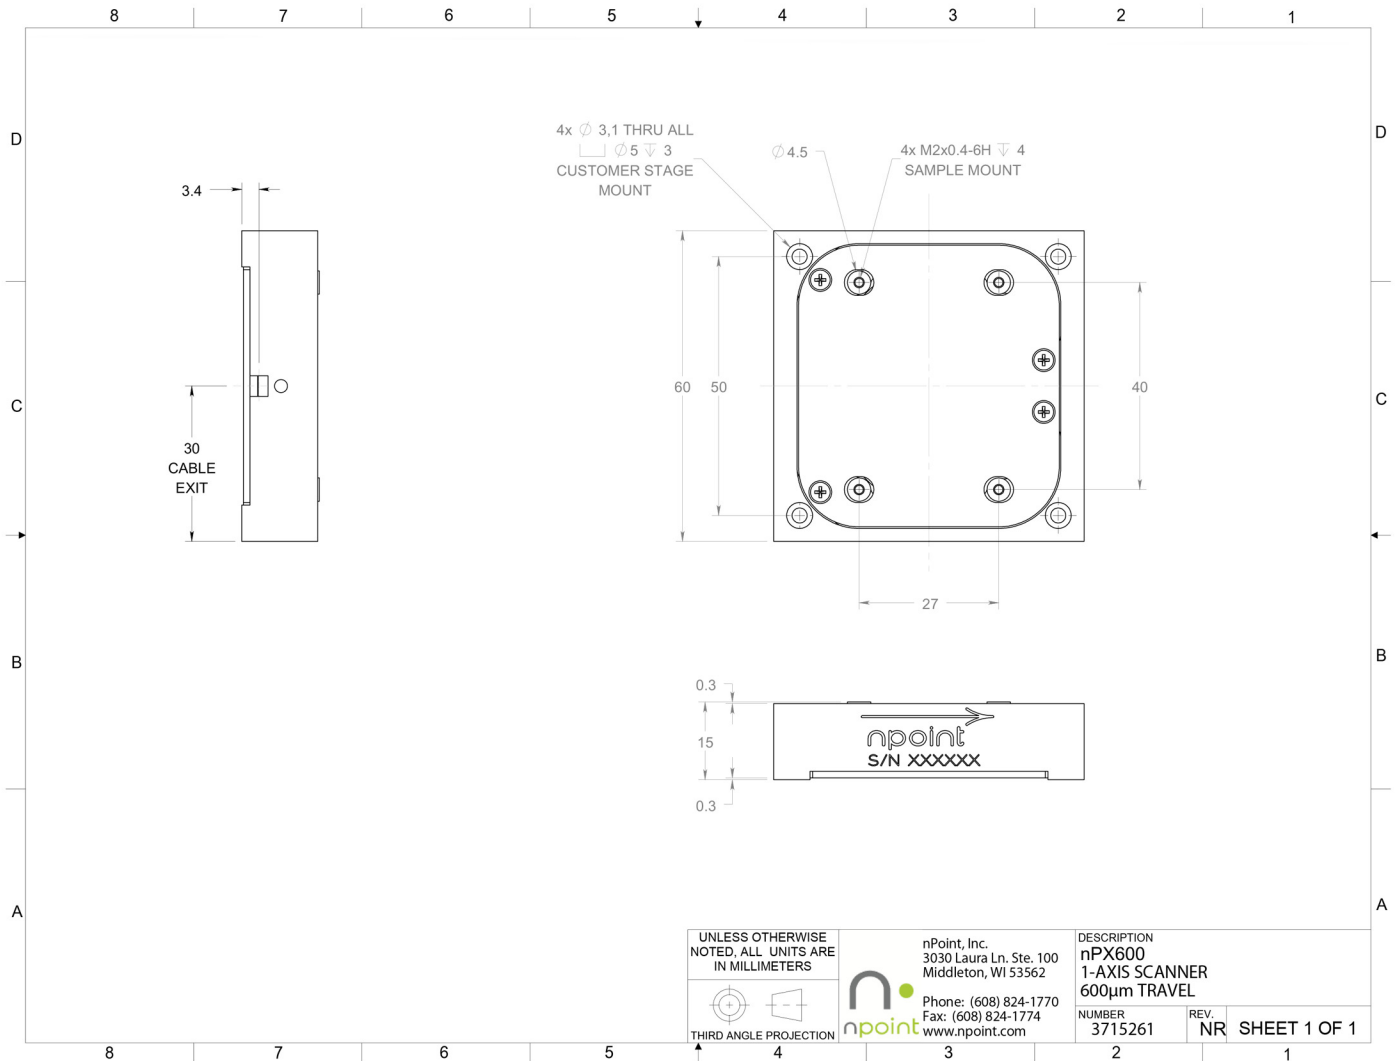 8 7 6 5 4 3 2 1
D D
4x ∅ 3,1 THRU ALL
⌴ ∅ 5 ↧ 3
CUSTOMER STAGE
MOUNT
∅ 4.5
4x M2x0.4-6H ↧ 4
SAMPLE MOUNT
3.4
C C
60
50
40
30
CABLE
EXIT
27
B B
0.3
15
0.3
npoint
S/N XXXXXX
A A
UNLESS OTHERWISE
NOTED, ALL UNITS ARE
IN MILLIMETERS
THIRD ANGLE PROJECTION
npoint
nPoint, Inc.
3030 Laura Ln. Ste. 100
Middleton, WI 53562
Phone: (608) 824-1770
Fax: (608) 824-1774
www.npoint.com
DESCRIPTION
nPX600
1-AXIS SCANNER
600µm TRAVEL
NUMBER
3715261
REV.
NR
SHEET 1 OF 1
8 7 6 5 4 3 2 1